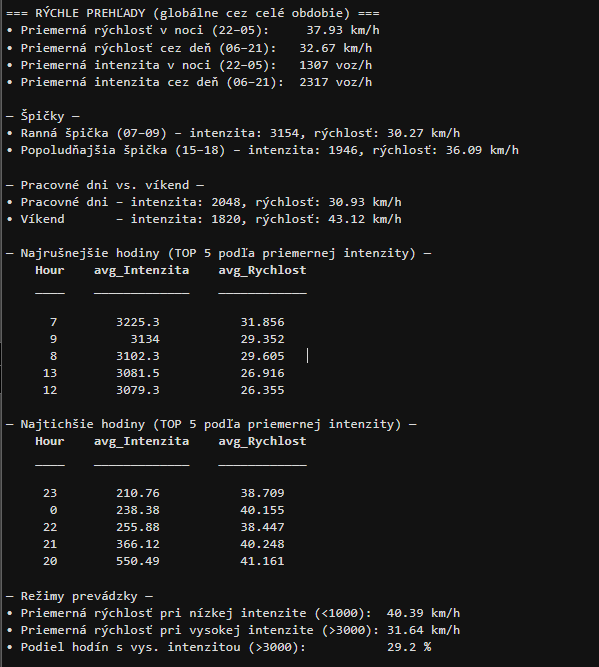 === RÝCHLE PREHĽADY (globálne cez celé obdobie) ===
• Priemerná rýchlosť v noci (22–05):     37.93 km/h
• Priemerná rýchlosť cez deň (06–21):   32.67 km/h
• Priemerná intenzita v noci (22–05):   1307 voz/h
• Priemerná intenzita cez deň (06–21):  2317 voz/h
— Špičky —
• Ranná špička (07–09) – intenzita: 3154, rýchlosť: 30.27 km/h
• Popoludňajšia špička (15–18) – intenzita: 1946, rýchlosť: 36.09 km/h
— Pracovné dni vs. víkend —
• Pracovné dni – intenzita: 2048, rýchlosť: 30.93 km/h
• Víkend       – intenzita: 1820, rýchlosť: 43.12 km/h
— Najrušnejšie hodiny (TOP 5 podľa priemernej intenzity) —
Hour    avg_Intenzita    avg_Rychlost
____    _____________    ____________
7        3225.3         31.856
9          3134         29.352
8        3102.3         29.605
13        3081.5         26.916
12        3079.3         26.355
— Najtichšie hodiny (TOP 5 podľa priemernej intenzity) —
Hour    avg_Intenzita    avg_Rychlost
____    _____________    ____________
23        210.76         38.709
0        238.38         40.155
22        255.88         38.447
21        366.12         40.248
20        550.49         41.161
— Režimy prevádzky —
• Priemerná rýchlosť pri nízkej intenzite (<1000):  40.39 km/h
• Priemerná rýchlosť pri vysokej intenzite (>3000): 31.64 km/h
• Podiel hodín s vys. intenzitou (>3000):           29.2 %